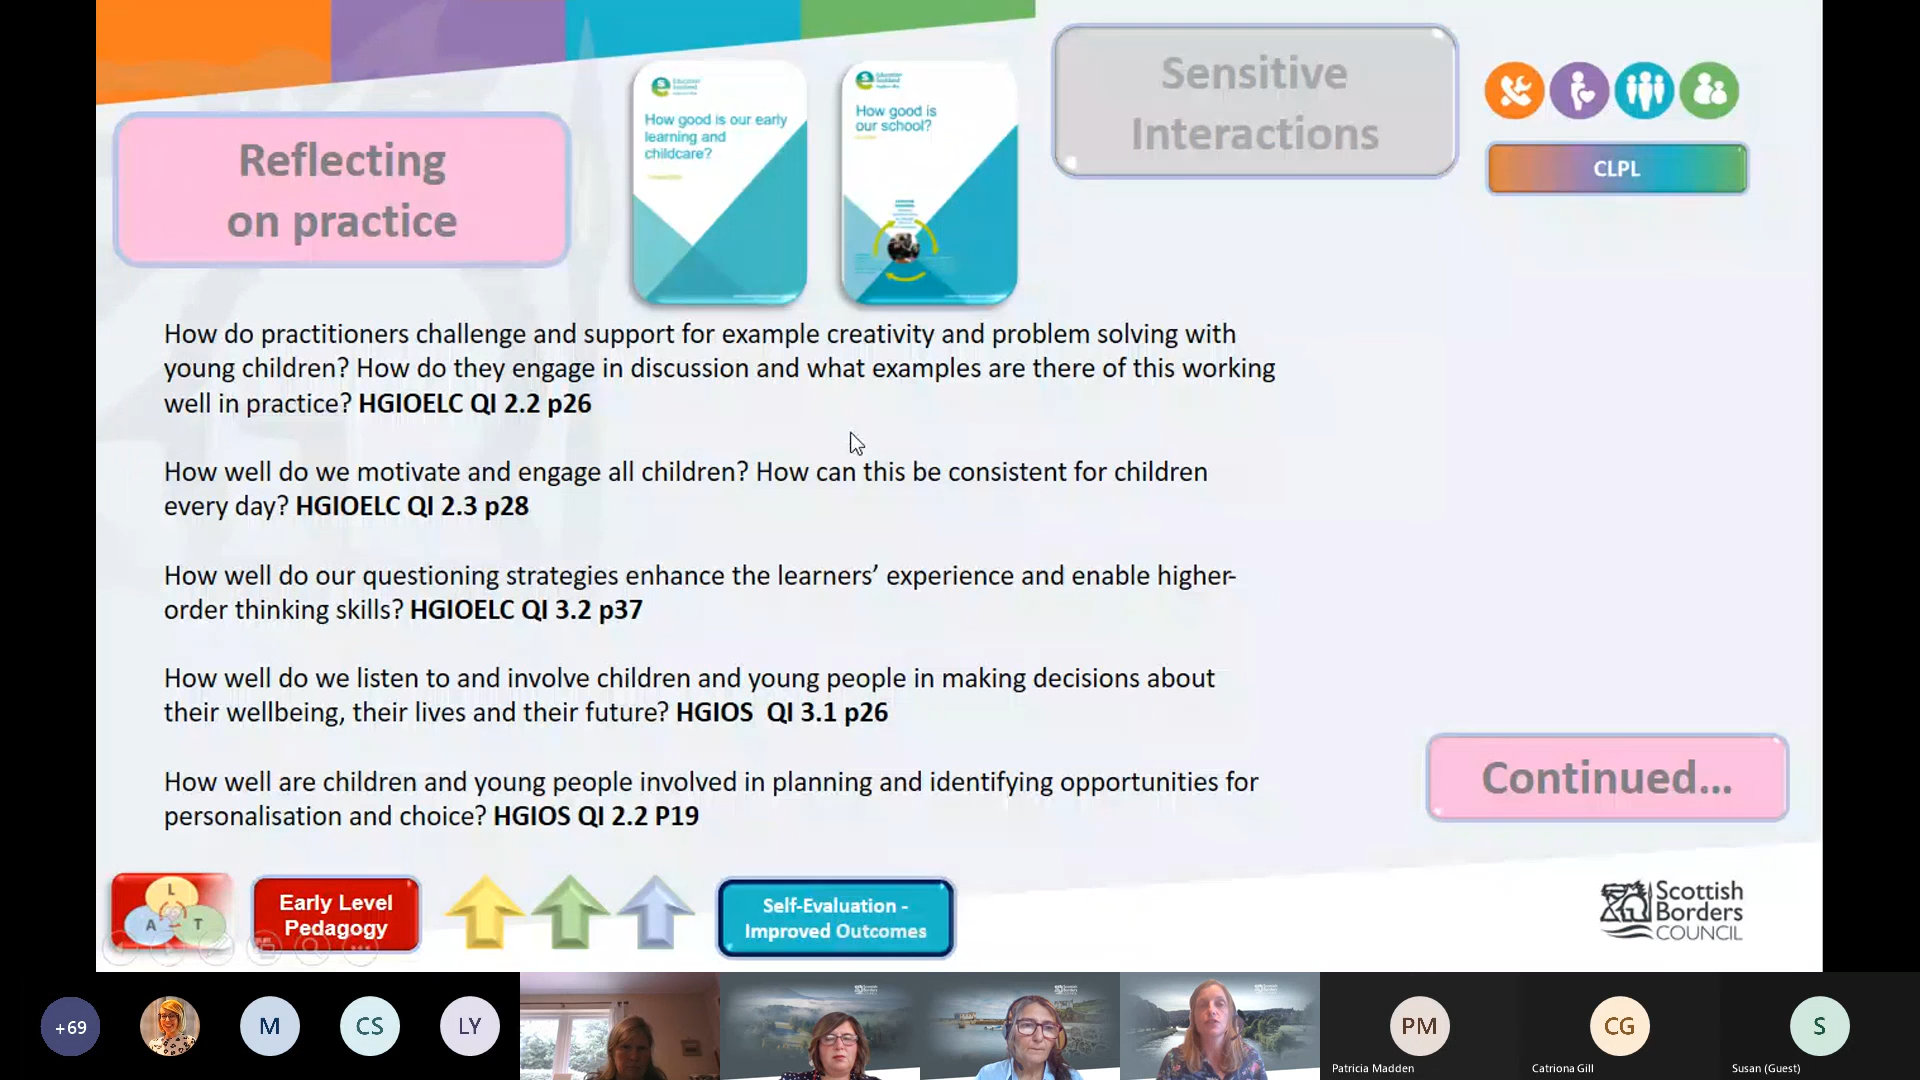 Reflecting
on practice
Education
Scotland
How good is our early
learning and
childcare?
Education
Scotland
How good is
our school?
Sensitive
Interactions
CLPL
How do practitioners challenge and support for example creativity and problem solving with
young children? How do they engage in discussion and what examples are there of this working
well in practice? HGIOELC QI 2.2 p26
How well do we motivate and engage all children? How can this be consistent for children
every day? HGIOELC QI 2.3 p28
How well do our questioning strategies enhance the learners’ experience and enable higher-
order thinking skills? HGIOELC QI 3.2 p37
How well do we listen to and involve children and young people in making decisions about
their wellbeing, their lives and their future? HGIOS  QI 3.1 p26
How well are children and young people involved in planning and identifying opportunities for
personalisation and choice? HGIOS QI 2.2 P19
Continued...
L
A T
Early Level
Pedagogy
Self-Evaluation -
Improved Outcomes
Scottish
Borders
COUNCIL
+69
M
CS
LY
PM
CG
S
Patricia Madden
Catriona Gill
Susan (Guest)